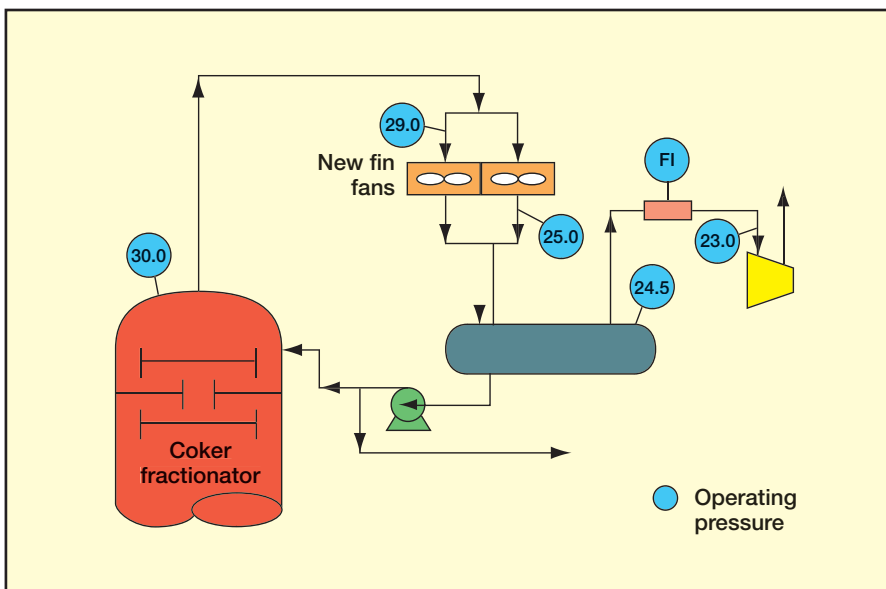 29.0
FI
New fin
fans
25.0
23.0
30.0
24.5
Coker
fractionator
Operating
pressure